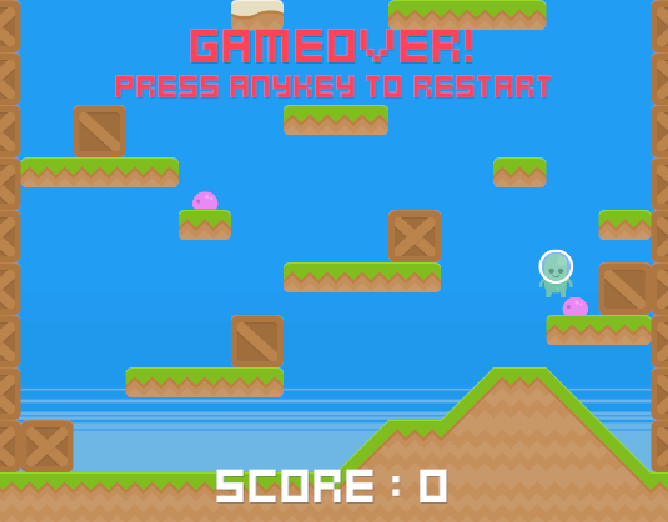 GAMEOVER!
PRESS ANYKEY TO RESTART
SCORE : 0